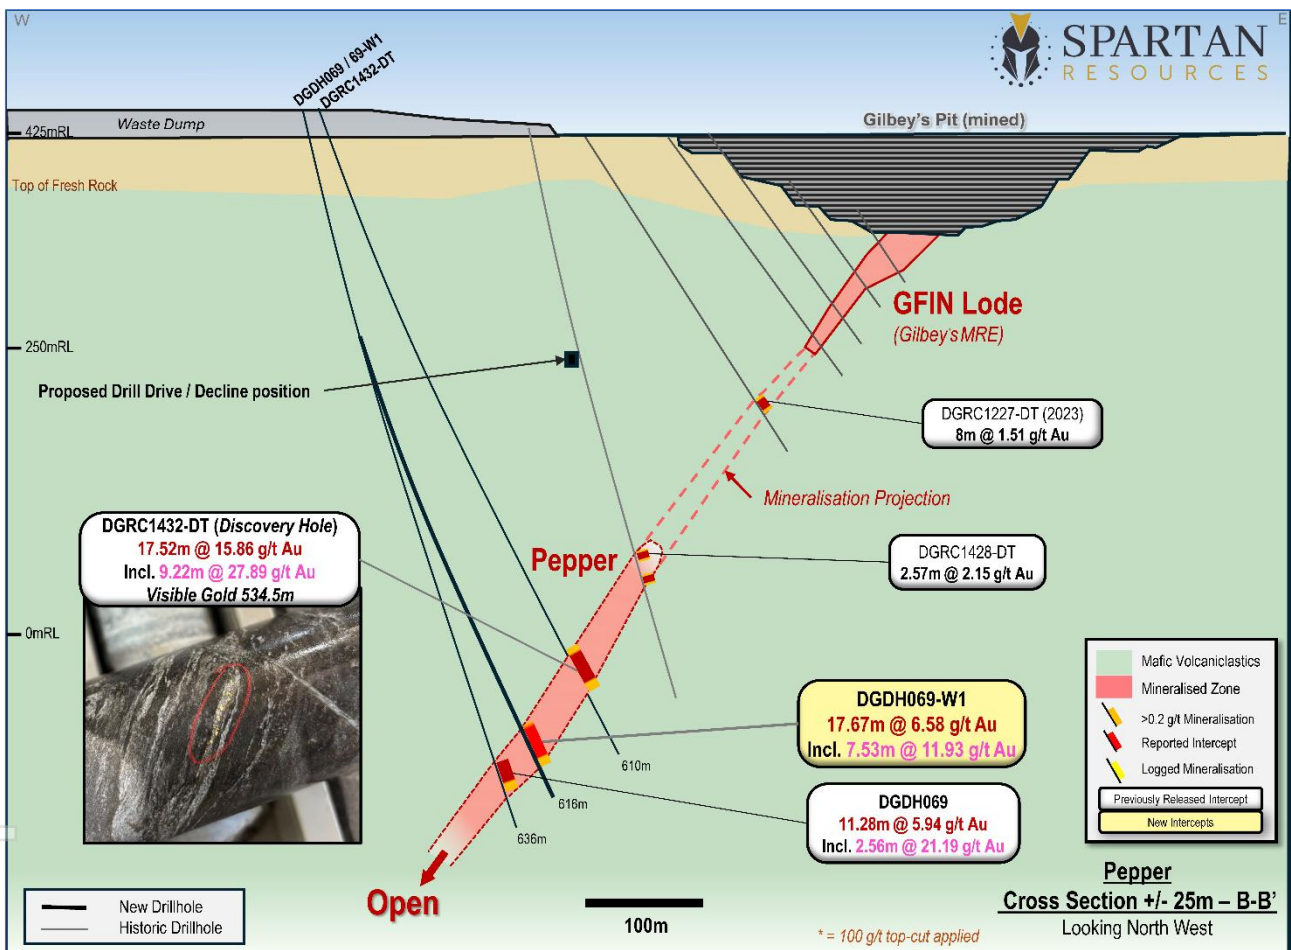 W
E
SPARTAN
RESOURCES
DGDH069 / 69-W1
DGRC1432-DT
Waste Dump
425mRL
Gilbey's Pit (mined)
Top of Fresh Rock
GFIN Lode
(Gilbey's MRE)
250mRL
Proposed Drill Drive / Decline position
DGRC1227-DT (2023)
8m @ 1.51 g/t Au
Mineralisation Projection
DGRC1432-DT (Discovery Hole)
17.52m @ 15.86 g/t Au
Incl. 9.22m @ 27.89 g/t Au
Visible Gold 534.5m
Pepper
DGRC1428-DT
2.57m @ 2.15 g/t Au
0mRL
DGDH069-W1
17.67m @ 6.58 g/t Au
Incl. 7.53m @ 11.93 g/t Au
DGDH069
11.28m @ 5.94 g/t Au
Incl. 2.56m @ 21.19 g/t Au
610m
616m
636m
Mafic Volcaniclastics
Mineralised Zone
>0.2 g/t Mineralisation
Reported Intercept
Logged Mineralisation
Previously Released Intercept
New Intercepts
Open
New Drillhole
Historic Drillhole
100m
* = 100 g/t top-cut applied
Pepper
Cross Section +/- 25m – B-B’
Looking North West